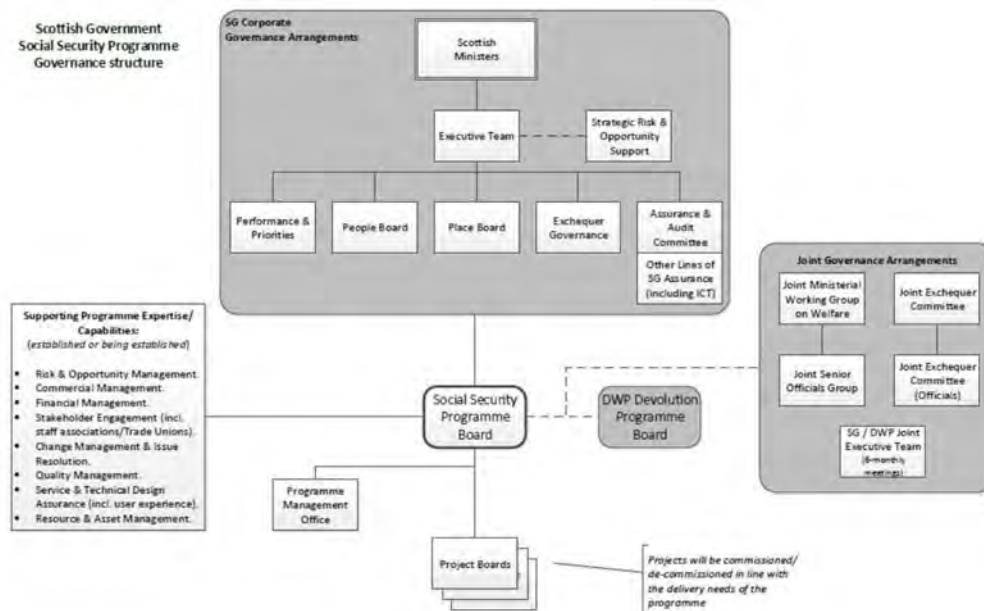 Scottish Government
Social Security Programme
Governance structure
SG Corporate
Governance Arrangements
Scottish
Ministers
Executive Team
Strategic Risk &
Opportunity
Support
Performance &
Priorities
People Board
Place Board
Exchequer
Governance
Assurance &
Audit
Committee
Other Lines of
SG Assurance
(including ICT)
Joint Governance Arrangements
Joint Ministerial
Working Group
on Welfare
Joint Exchequer
Committee
Joint Senior
Officials Group
Joint Exchequer
Committee
(Officials)
SG / DWP Joint
Executive Team
(6-monthly
meetings)
Supporting Programme Expertise/
Capabilities:
(established or being established)
• Risk & Opportunity Management.
• Commercial Management.
• Financial Management.
• Stakeholder Engagement (incl.
staff associations/Trade Unions).
• Change Management & Issue
Resolution.
• Quality Management.
• Service & Technical Design
Assurance (incl. user experience).
• Resource & Asset Management.
Social Security
Programme
Board
DWP Devolution
Programme
Board
Programme
Management
Office
Project Boards
Projects will be commissioned/
de-commissioned in line with
the delivery needs of the
programme